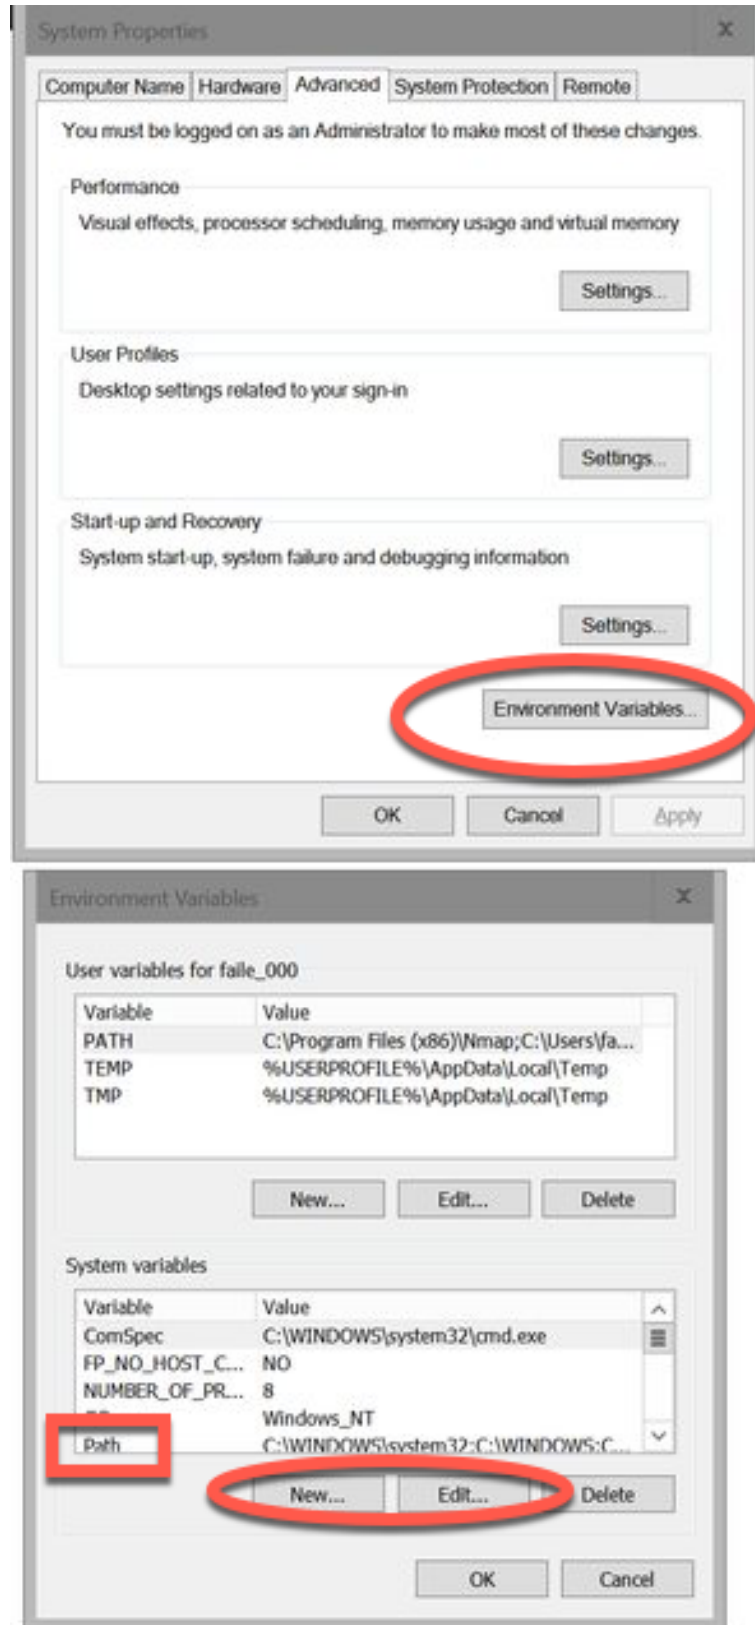 System Properties
x
Computer Name Hardware Advanced System Protection Remote
You must be logged on as an Administrator to make most of these changes.
Performance
Visual effects, processor scheduling, memory usage and virtual memory
Settings...
User Profiles
Desktop settings related to your sign-in
Settings...
Start-up and Recovery
System start-up, system failure and debugging information
Settings...
Environment Variables...
OK Cancel Apply
Environment Variables
x
User variables for faile_000
Variable Value
PATH C:\Program Files (x86)\Nmap;C:\Users\fa...
TEMP %USERPROFILE%\AppData\Local\Temp
TMP %USERPROFILE%\AppData\Local\Temp
New... Edit... Delete
System variables
Variable Value
ComSpec C:\WINDOWS\system32\cmd.exe
FP_NO_HOST_C... NO
NUMBER_OF_PR... 8
Windows_NT
Path C:\WINDOWS\system32;C:\WINDOWS;C...
New... Edit... Delete
OK Cancel